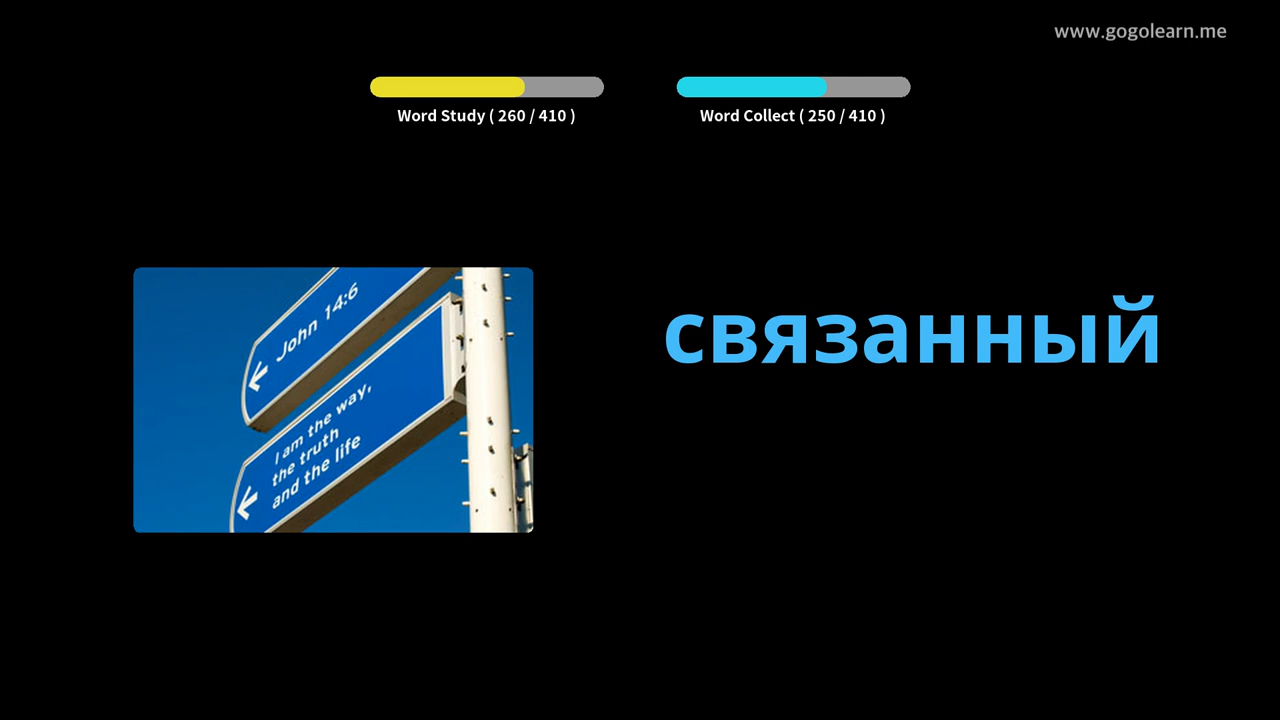 www.gogolearn.me
Word Study ( 260 / 410 )
Word Collect ( 250 / 410 )
John 14:6
I am the way,
the truth
and the life
связанный